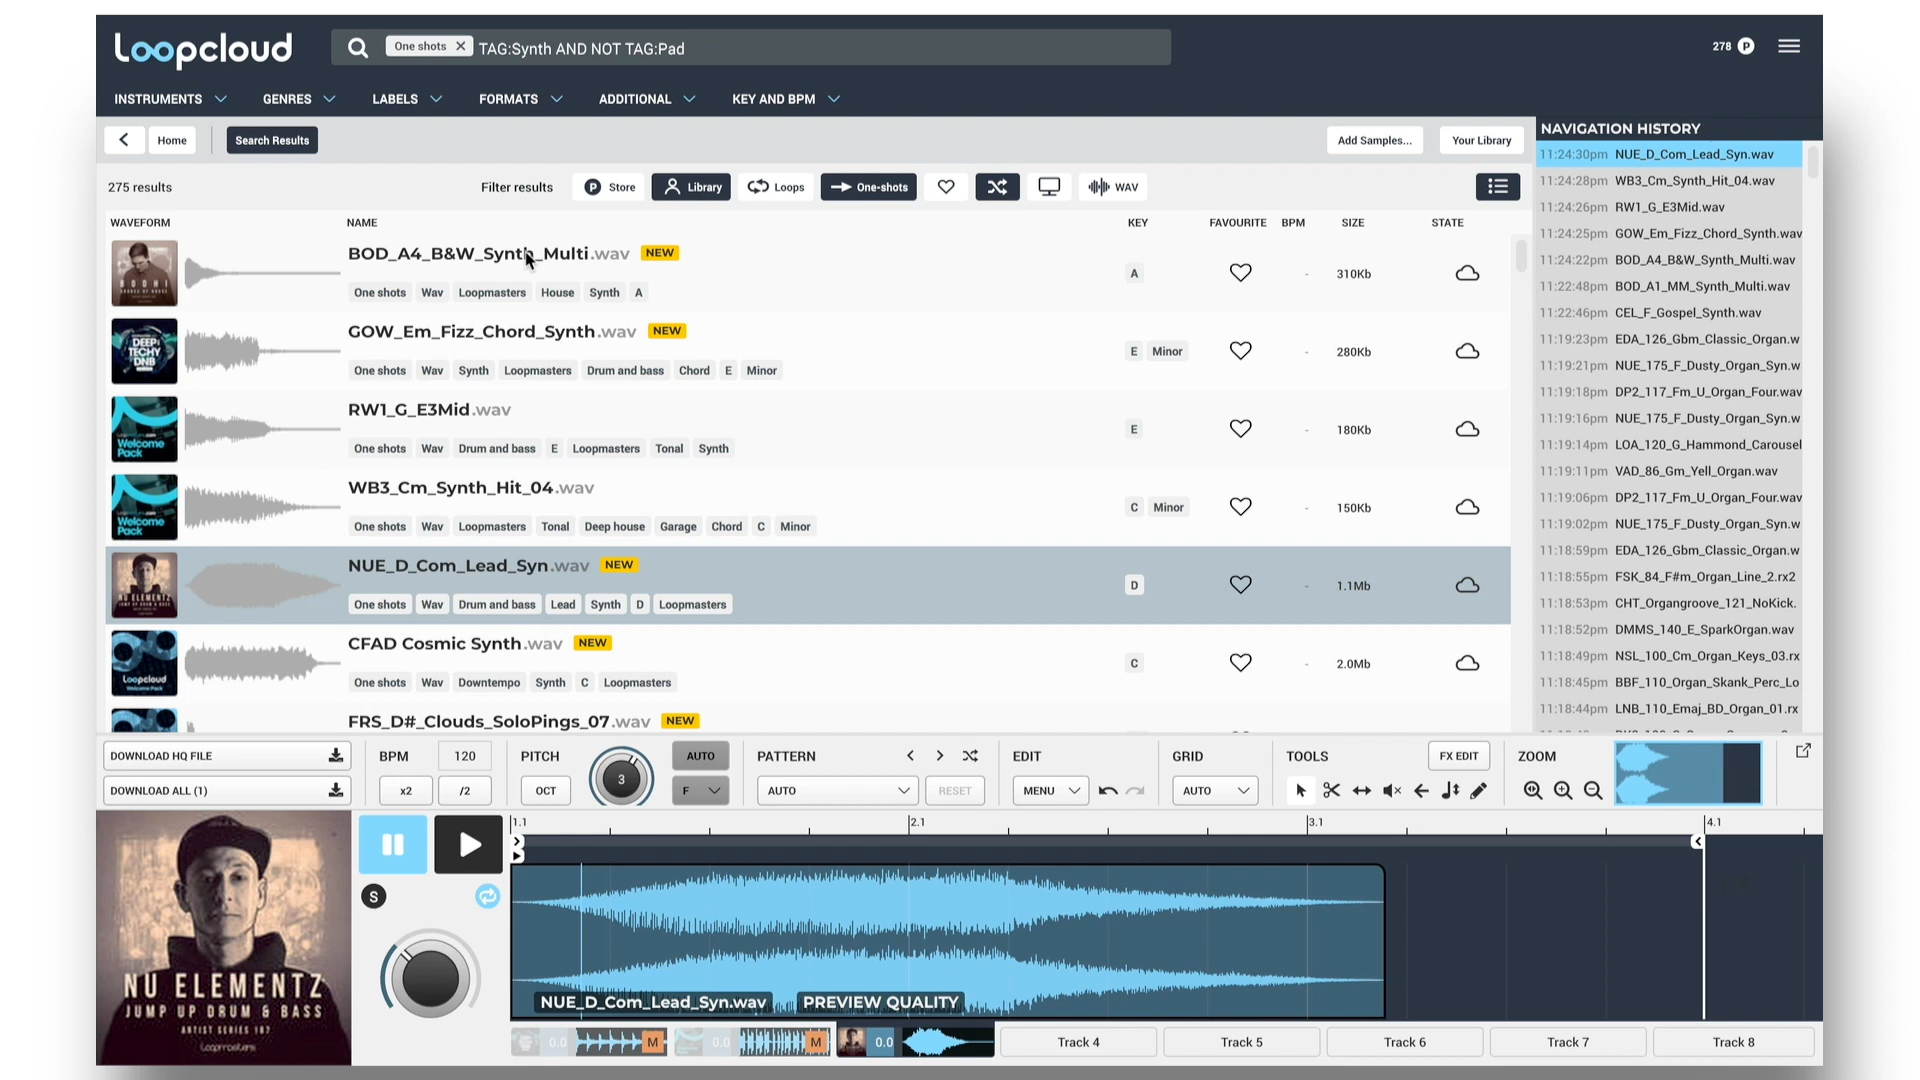 loopcloud
One shots ✕ TAG:Synth AND NOT TAG:Pad
278 P
INSTRUMENTS GENRES LABELS FORMATS ADDITIONAL KEY AND BPM
Home Search Results Add Samples... Your Library
275 results Filter results P Store Library Loops One-shots WAV
WAVEFORM NAME KEY FAVOURITE BPM SIZE STATE
BOD_A4_B&W_Synth_Multi.wav NEW
A - 310Kb
One shots Wav Loopmasters House Synth A
GOW_Em_Fizz_Chord_Synth.wav NEW
DEEP TECHY DNB
E Minor - 280Kb
One shots Wav Synth Loopmasters Drum and bass Chord E Minor
RW1_G_E3Mid.wav
E - 180Kb
Welcome Pack
One shots Wav Drum and bass E Loopmasters Tonal Synth
WB3_Cm_Synth_Hit_04.wav
C Minor - 150Kb
Welcome Pack
One shots Wav Loopmasters Tonal Deep house Garage Chord C Minor
NUE_D_Com_Lead_Syn.wav NEW
D - 1.1Mb
One shots Wav Drum and bass Lead Synth D Loopmasters
CFAD Cosmic Synth.wav NEW
C - 2.0Mb
Loopcloud
One shots Wav Downtempo Synth C Loopmasters
FRS_D#_Clouds_SoloPings_07.wav NEW
NAVIGATION HISTORY
11:24:30pm NUE_D_Com_Lead_Syn.wav
11:24:28pm WB3_Cm_Synth_Hit_04.wav
11:24:26pm RW1_G_E3Mid.wav
11:24:25pm GOW_Em_Fizz_Chord_Synth.wav
11:24:22pm BOD_A4_B&W_Synth_Multi.wav
11:22:48pm BOD_A1_MM_Synth_Multi.wav
11:22:46pm CEL_F_Gospel_Synth.wav
11:19:23pm EDA_126_Gbm_Classic_Organ.w
11:19:21pm NUE_175_F_Dusty_Organ_Syn.w
11:19:18pm DP2_117_Fm_U_Organ_Four.wav
11:19:16pm NUE_175_F_Dusty_Organ_Syn.w
11:19:14pm LOA_120_G_Hammond_Carousel
11:19:11pm VAD_86_Gm_Yell_Organ.wav
11:19:06pm DP2_117_Fm_U_Organ_Four.wav
11:19:02pm NUE_175_F_Dusty_Organ_Syn.w
11:18:59pm EDA_126_Gbm_Classic_Organ.w
11:18:55pm FSK_84_F#m_Organ_Line_2.rx2
11:18:53pm CHT_Organgroove_121_NoKick.
11:18:52pm DMMS_140_E_SparkOrgan.wav
11:18:49pm NSL_100_Cm_Organ_Keys_03.rx
11:18:45pm BBF_110_Organ_Skank_Perc_Lo
11:18:44pm LNB_110_Emaj_BD_Organ_01.rx
DOWNLOAD HQ FILE BPM 120 PITCH AUTO PATTERN EDIT GRID TOOLS FX EDIT ZOOM
DOWNLOAD ALL (1) x2 /2 OCT 3 F AUTO RESET MENU AUTO
1.1 2.1 3.1 4.1
S
NU ELEMENTZ
JUMP UP DRUM & BASS
ARTIST SERIES 107
Loopmasters
NUE_D_Com_Lead_Syn.wav PREVIEW QUALITY
0.0 M 0.0 M 0.0 Track 4 Track 5 Track 6 Track 7 Track 8